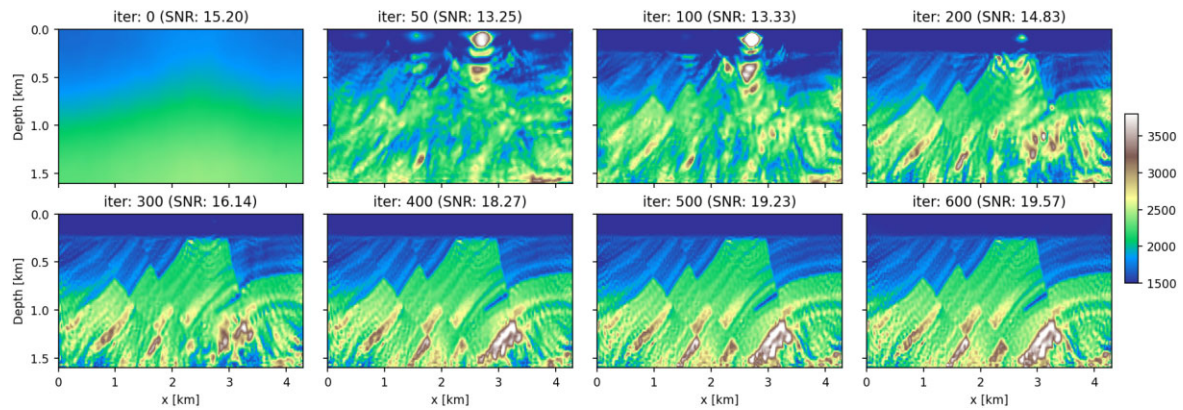 iter: 0 (SNR: 15.20)
iter: 50 (SNR: 13.25)
iter: 100 (SNR: 13.33)
iter: 200 (SNR: 14.83)
0.0
0.5
1.0
1.5
Depth [km]
3500
3000
2500
2000
1500
iter: 300 (SNR: 16.14)
iter: 400 (SNR: 18.27)
iter: 500 (SNR: 19.23)
iter: 600 (SNR: 19.57)
0.0
0.5
1.0
1.5
Depth [km]
0 1 2 3 4
0 1 2 3 4
0 1 2 3 4
0 1 2 3 4
x [km]
x [km]
x [km]
x [km]